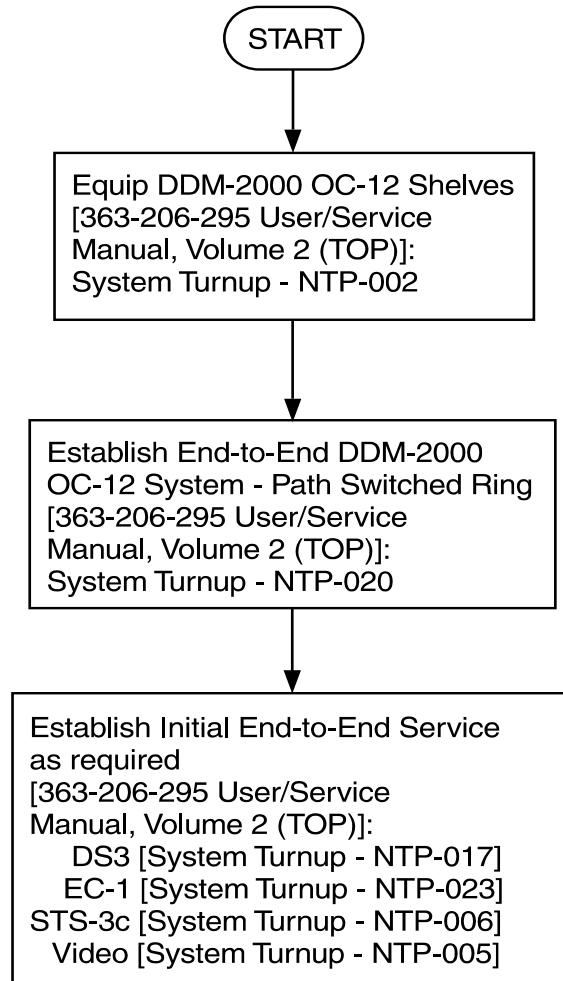 START
Equip DDM-2000 OC-12 Shelves
[363-206-295 User/Service
Manual, Volume 2 (TOP)]:
System Turnup - NTP-002
Establish End-to-End DDM-2000
OC-12 System - Path Switched Ring
[363-206-295 User/Service
Manual, Volume 2 (TOP)]:
System Turnup - NTP-020
Establish Initial End-to-End Service
as required
[363-206-295 User/Service
Manual, Volume 2 (TOP)]:
DS3 [System Turnup - NTP-017]
EC-1 [System Turnup - NTP-023]
STS-3c [System Turnup - NTP-006]
Video [System Turnup - NTP-005]